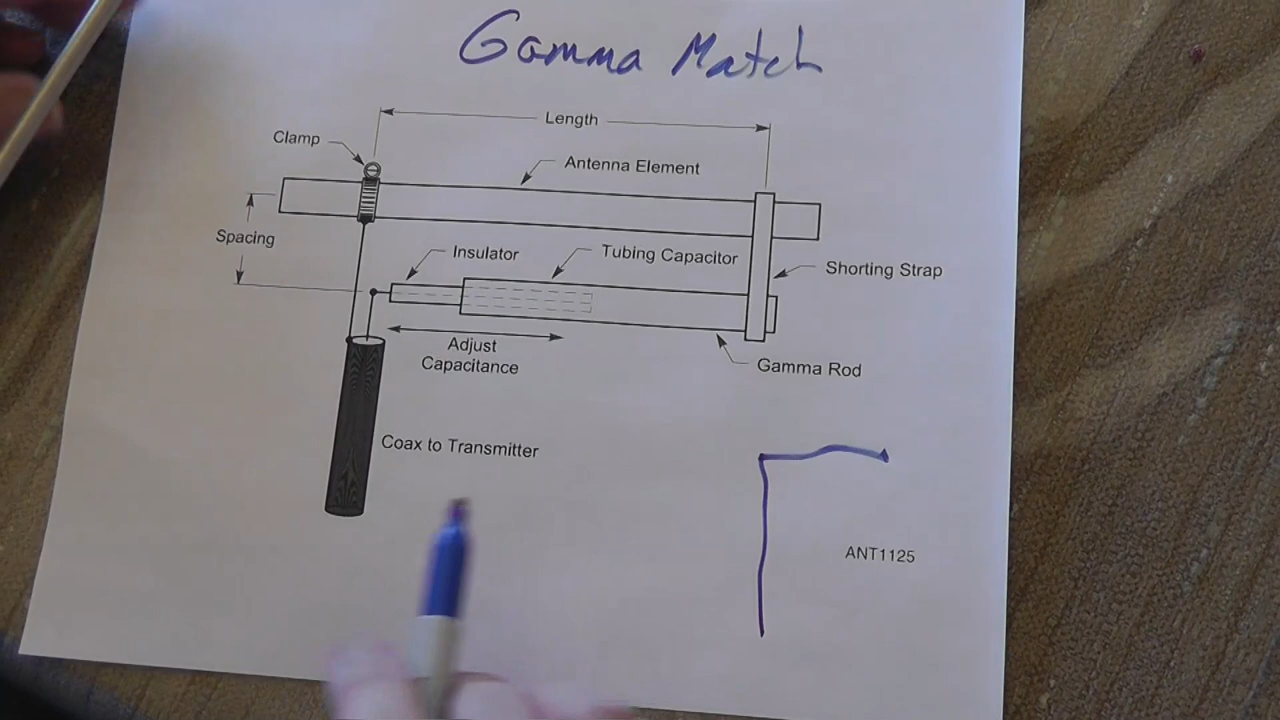 Gamma Match
Length
Clamp
Antenna Element
Spacing
Insulator
Tubing Capacitor
Shorting Strap
Adjust
Capacitance
Gamma Rod
Coax to Transmitter
ANT1125